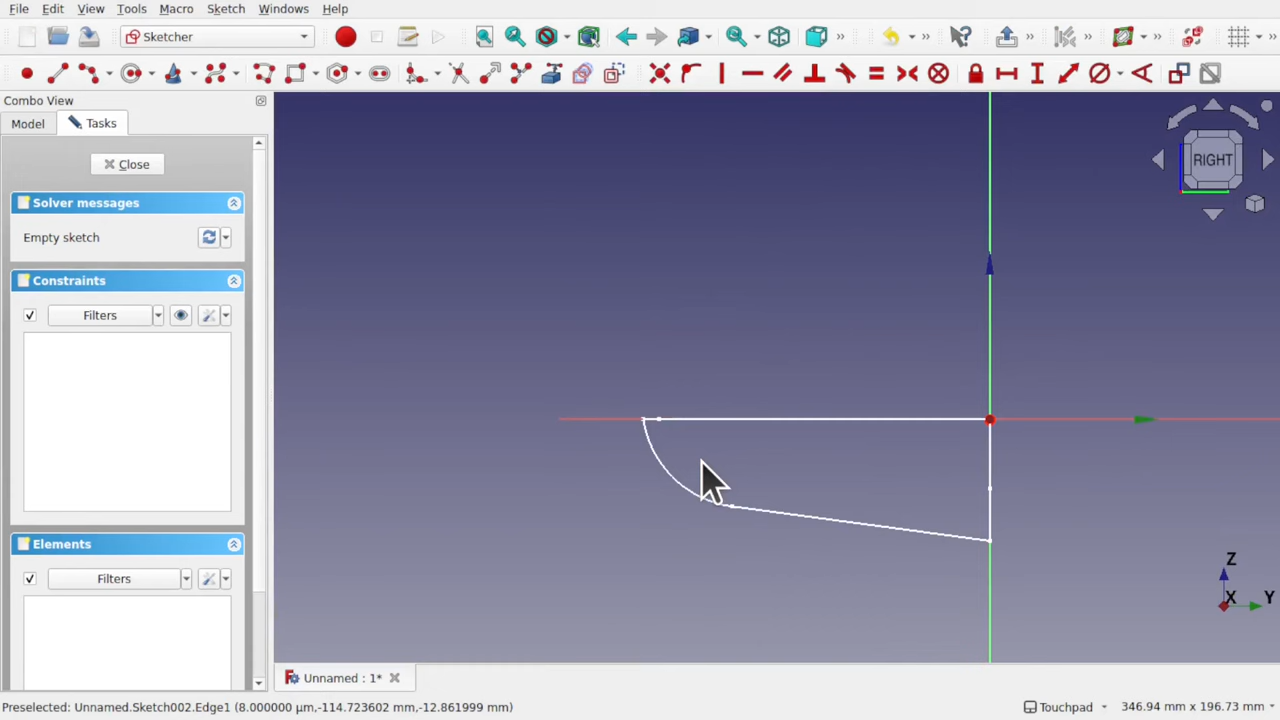 File Edit View Tools Macro Sketch Windows Help
Sketcher
Combo View
Model Tasks
Close
Solver messages
Empty sketch
Constraints
Filters
Elements
Filters
RIGHT
Z
X Y
Unnamed : 1*
Preselected: Unnamed.Sketch002.Edge1 (8.000000 µm,-114.723602 mm,-12.861999 mm) Touchpad 346.94 mm x 196.73 mm